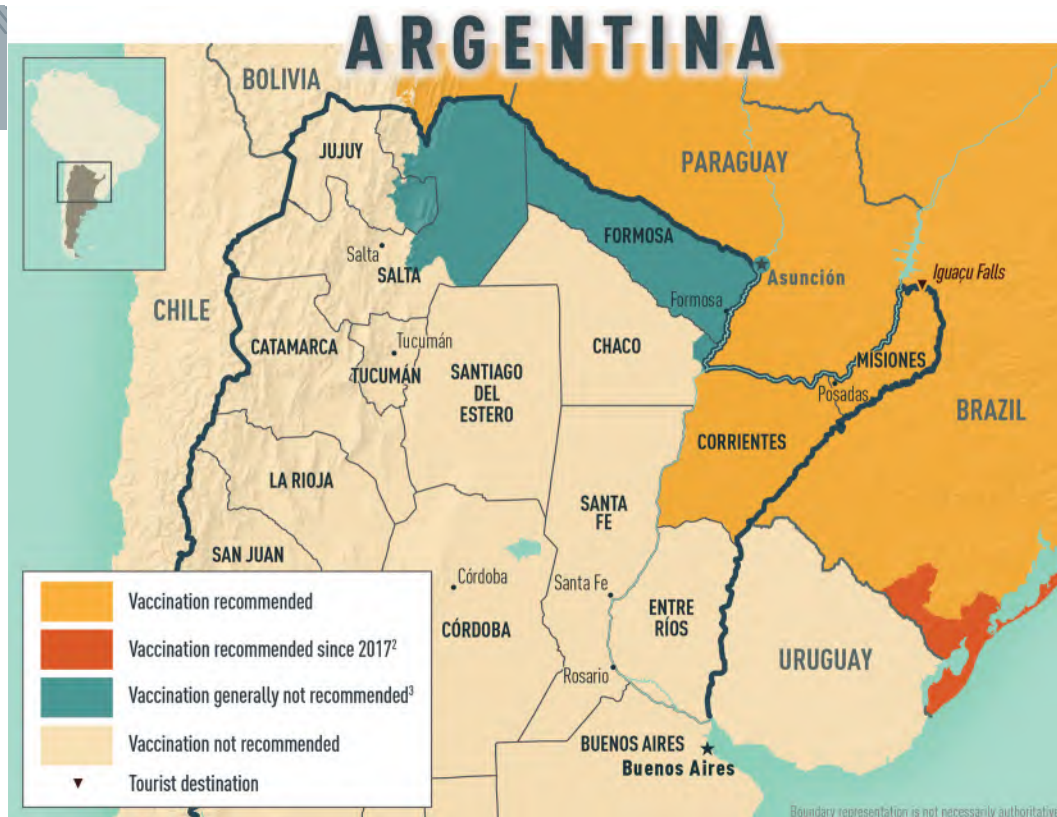 ARGENTINA
BOLIVIA
JUJUY
PARAGUAY
FORMOSA
Salta
SALTA
Asunción
Iguaçu Falls
CHILE
Formosa
CATAMARCA
Tucumán
TUCUMÁN
CHACO
MISIONES
SANTIAGO
DEL
ESTERO
Posadas
BRAZIL
CORRIENTES
LA RIOJA
SANTA
FE
SAN JUAN
Córdoba
CÓRDOBA
Santa Fe
ENTRE
RÍOS
URUGUAY
Rosario
BUENOS AIRES
Buenos Aires
Vaccination recommended
Vaccination recommended since 2017²
Vaccination generally not recommended³
Vaccination not recommended
Tourist destination
Boundary representation is not necessarily authoritative